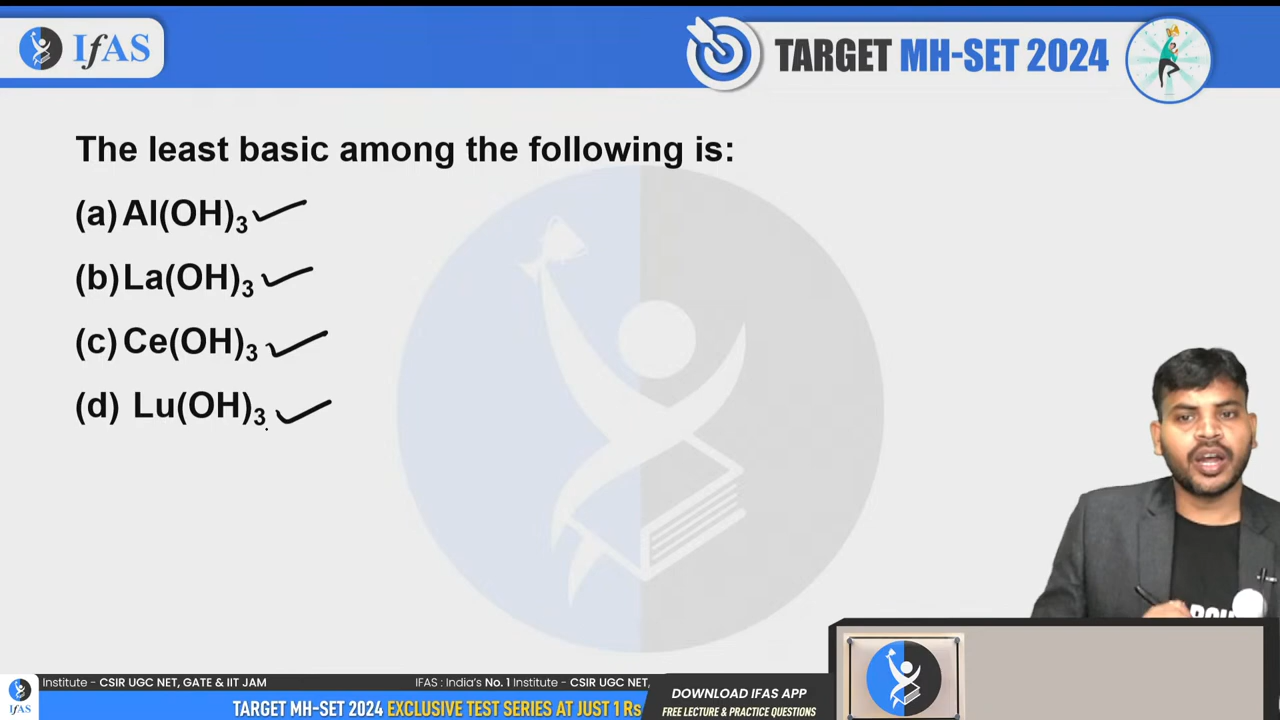 IfAS
TARGET MH-SET 2024
The least basic among the following is:
(a) Al(OH)₃
(b) La(OH)₃
(c) Ce(OH)₃
(d) Lu(OH)₃
Institute - CSIR UGC NET, GATE & IIT JAM
IFAS : India's No. 1 Institute - CSIR UGC NET,
IfAS
TARGET MH-SET 2024 EXCLUSIVE TEST SERIES AT JUST 1 Rs
DOWNLOAD IFAS APP
FREE LECTURE & PRACTICE QUESTIONS